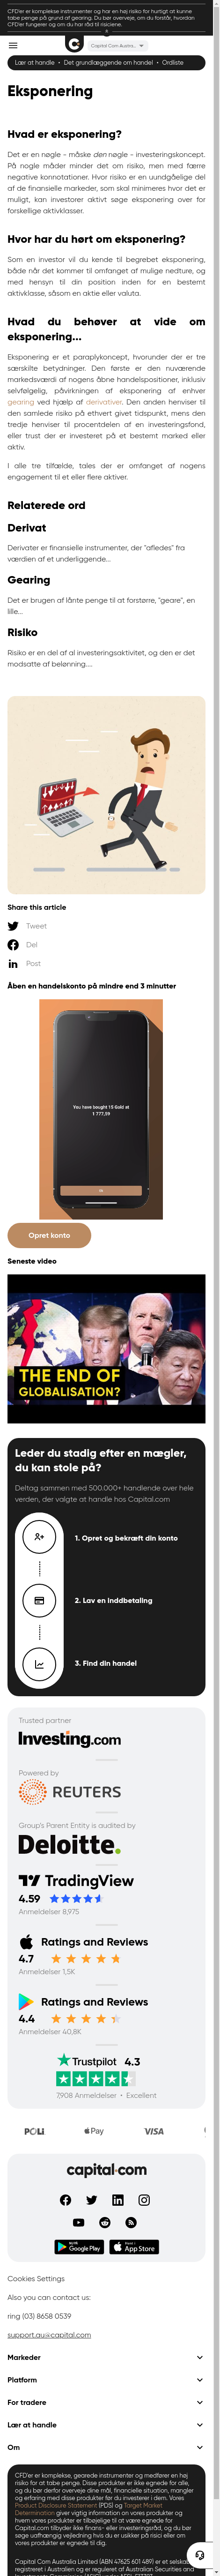 CFD'er er komplekse instrumenter og har en høj risiko for hurtigt at kunne
tabe penge på grund af gearing. Du bør overveje, om du forstår, hvordan
CFD'er fungerer og om du har råd til risiciene.
Capital Com Austra...
Lær at handle • Det grundlæggende om handel • Ordliste
Eksponering
Hvad er eksponering?
Det er en nøgle - måske den nøgle - investeringskoncept.
På nogle måder minder det om risiko, men med færre
negative konnotationer. Hvor risiko er en uundgåelige del
af de finansielle markeder, som skal minimes så meget som
muligt, kan investorer aktivt søge eksponering over for
forskellige aktivklasser.
Hvor har du hørt om eksponering?
Som en investor vil du kende til begrebet eksponering,
både når det kommer til omfanget af mulige nedture, og
med hensyn til din position inden for en bestemt
aktivklasse, såsom en aktie eller valuta.
Hvad du behøver at vide om
eksponering...
Eksponering er et paraplykoncept, hvorunder der er tre
særskilte betydninger. Den første er den nuværende
markedsværdi af nogens åbne handelspositioner, inklusiv
selvfølgelig, påvirkningen af eksponering af enhver
gearing ved hjælp af derivativer. Den anden henviser til
den samlede risiko på ethvert givet tidspunkt, mens den
tredje henviser til procentdelen af en investeringsfond,
eller trust der er investeret på et bestemt marked eller
aktiv.
I alle tre tilfælde, tales der er omfanget af nogens
engagement til et eller flere aktiver.
Relaterede ord
Derivat
Derivater er finansielle instrumenter, der "afledes" fra
værdien af et underliggende...
Gearing
Det er brugen af lånte penge til at forstørre, "geare", en
lille...
Risiko
Risiko er en del af al investeringsaktivitet, og den er det
modsatte af belønning....
Share this article
Tweet
Del
Post
Åben en handelskonto på mindre end 3 minutter
You have bought 15 Gold at
1 777,59
Opret konto
Seneste video
THE END OF
GLOBALISATION?
Leder du stadig efter en mægler,
du kan stole på?
Deltag sammen med 500.000+ handlende over hele
verden, der valgte at handle hos Capital.com
1. Opret og bekræft din konto
2. Lav en inddbetaling
3. Find din handel
Trusted partner
Investing.com
Powered by
REUTERS
Group's Parent Entity is audited by
Deloitte.
TradingView
4.59
Anmeldelser 8,975
Ratings and Reviews
4.7
Anmeldelser 1,5K
Ratings and Reviews
4.4
Anmeldelser 40,8K
Trustpilot 4.3
7,908 Anmeldelser • Excellent
POLi
Pay
VISA
capital.com
Google Play
App Store
Cookies Settings
Also you can contact us:
ring (03) 8658 0539
support.au@capital.com
Markeder
Platform
For tradere
Lær at handle
Om
CFD'er er komplekse, gearede instrumenter og medfører en høj
risiko for at tabe penge. Disse produkter er ikke egnede for alle,
og du bør derfor overveje dine mål, finansielle situation, mangler
og erfaring med disse produkter før du investerer i dem. Vores
Product Disclosure Statement (PDS) og Target Market
Determination giver vigtig information om vores produkter og
hvem vores produkter er tilegnet til at være egnede for.
Capital.com tilbyder ikke finans- eller investeringsråd, og du bør
søge uafhængig vejledning hvis du er usikker på eller om
vores produkter er egnede til dig.
Capital Com Australia Limited (ABN 47 625 601 489) er et selskab
registreret i Australien og er reguleret af Australian Securities and